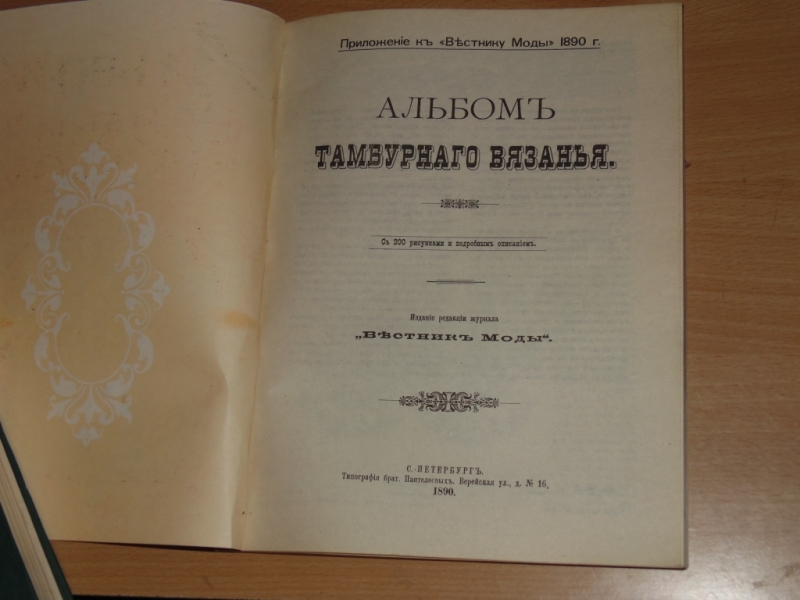 Приложеніе къ «Вѣстнику Моды» 1890 г.
АЛЬБОМЪ
ТАМБУРНАГО ВЯЗАНЬЯ.
Съ 200 рисунками и подробнымъ описаніемъ.
Изданіе редакціи журнала
„Вѣстникъ Моды“.
С.-ПЕТЕРБУРГЪ.
Типографія брат. Пантелеевыхъ. Верейская ул., д. № 16,
1890.